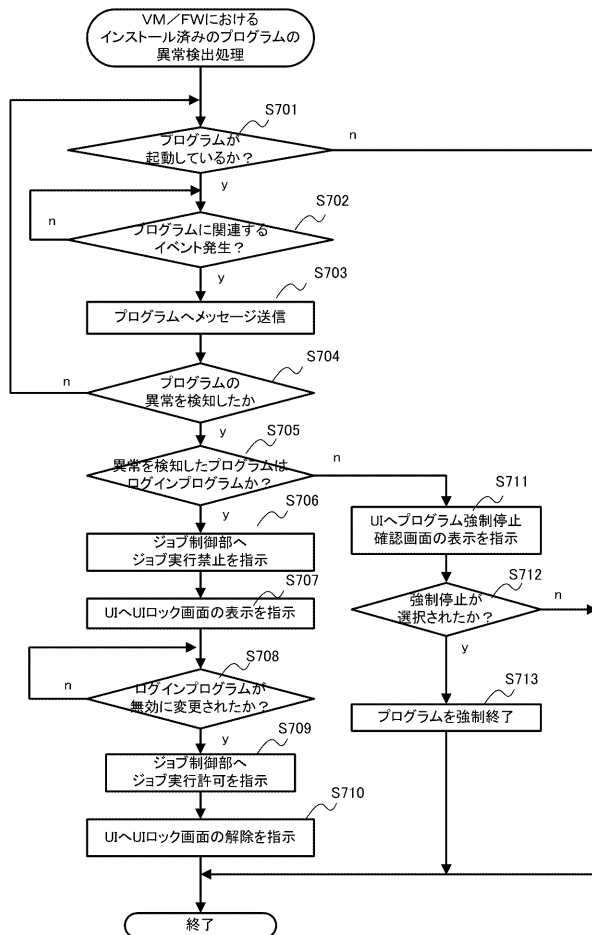 VM／FWにおける
インストール済みのプログラムの
異常検出処理
S701
プログラムが
起動しているか？
n
y
S702
プログラムに関連する
イベント発生？
n
y
S703
プログラムへメッセージ送信
S704
プログラムの
異常を検知したか
n
y
S705
異常を検知したプログラムは
ログインプログラムか？
n
y
S706
ジョブ制御部へ
ジョブ実行禁止を指示
S707
UIへUIロック画面の表示を指示
S708
ログインプログラムが
無効に変更されたか？
n
y
S709
ジョブ制御部へ
ジョブ実行許可を指示
S710
UIへUIロック画面の解除を指示
S711
UIへプログラム強制停止
確認画面の表示を指示
S712
強制停止が
選択されたか？
n
y
S713
プログラムを強制終了
終了